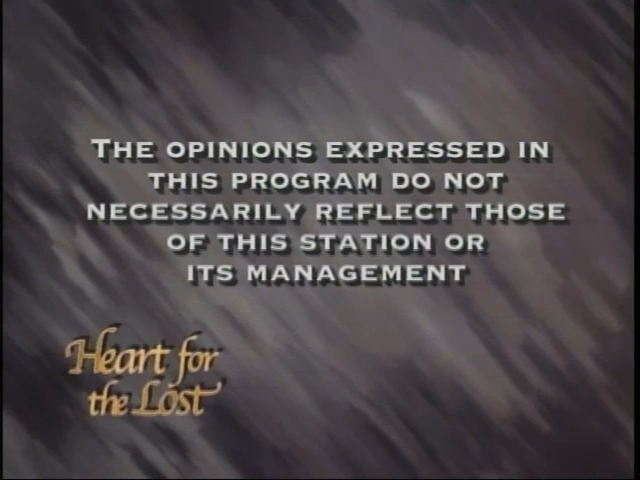 THE OPINIONS EXPRESSED IN
THIS PROGRAM DO NOT
NECESSARILY REFLECT THOSE
OF THIS STATION OR
ITS MANAGEMENT
Heart for
the Lost